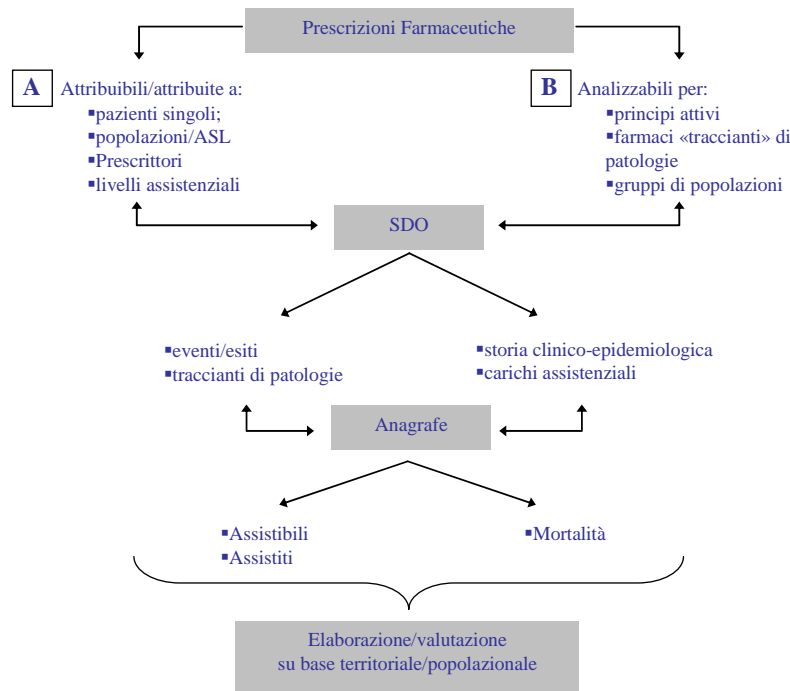 Prescrizioni Farmaceutiche
A
Attribuibili/attribuite a:
▪pazienti singoli;
▪popolazioni/ASL
▪Prescrittori
▪livelli assistenziali
B
Analizzabili per:
▪principi attivi
▪farmaci «traccianti» di
patologie
▪gruppi di popolazioni
SDO
▪eventi/esiti
▪traccianti di patologie
▪storia clinico-epidemiologica
▪carichi assistenziali
Anagrafe
▪Assistibili
▪Assistiti
▪Mortalità
Elaborazione/valutazione
su base territoriale/popolazionale